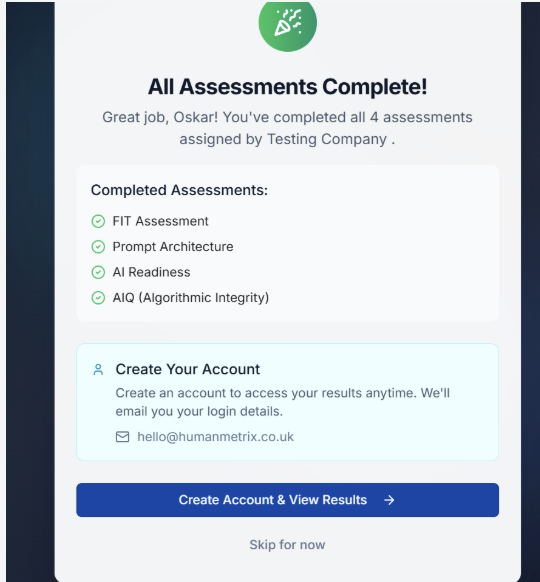 All Assessments Complete!
Great job, Oskar! You've completed all 4 assessments
assigned by Testing Company .
Completed Assessments:
FIT Assessment
Prompt Architecture
AI Readiness
AIQ (Algorithmic Integrity)
Create Your Account
Create an account to access your results anytime. We'll
email you your login details.
hello@humanmetrix.co.uk
Create Account & View Results
Skip for now